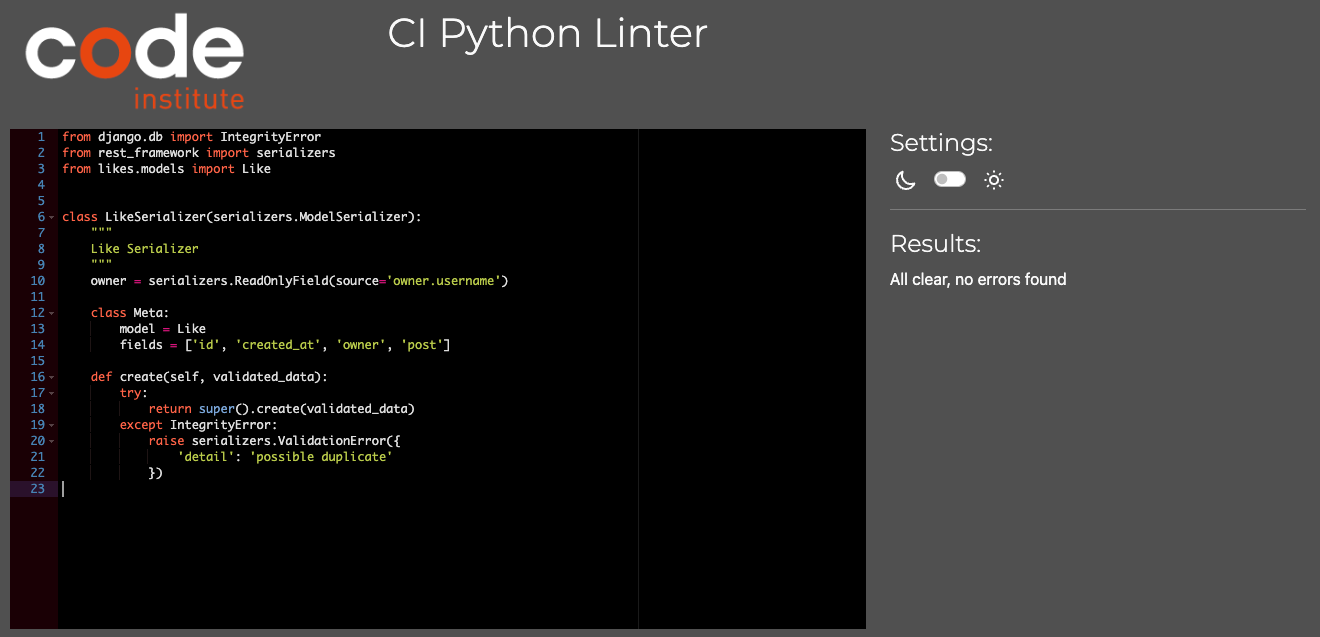 code
institute
CI Python Linter
1 from django.db import IntegrityError
2 from rest_framework import serializers
3 from likes.models import Like
4
5
6 class LikeSerializer(serializers.ModelSerializer):
7     """
8     Like Serializer
9     """
10     owner = serializers.ReadOnlyField(source='owner.username')
11
12     class Meta:
13         model = Like
14         fields = ['id', 'created_at', 'owner', 'post']
15
16     def create(self, validated_data):
17         try:
18             return super().create(validated_data)
19         except IntegrityError:
20             raise serializers.ValidationError({
21                 'detail': 'possible duplicate'
22             })
23
Settings:
Results:
All clear, no errors found